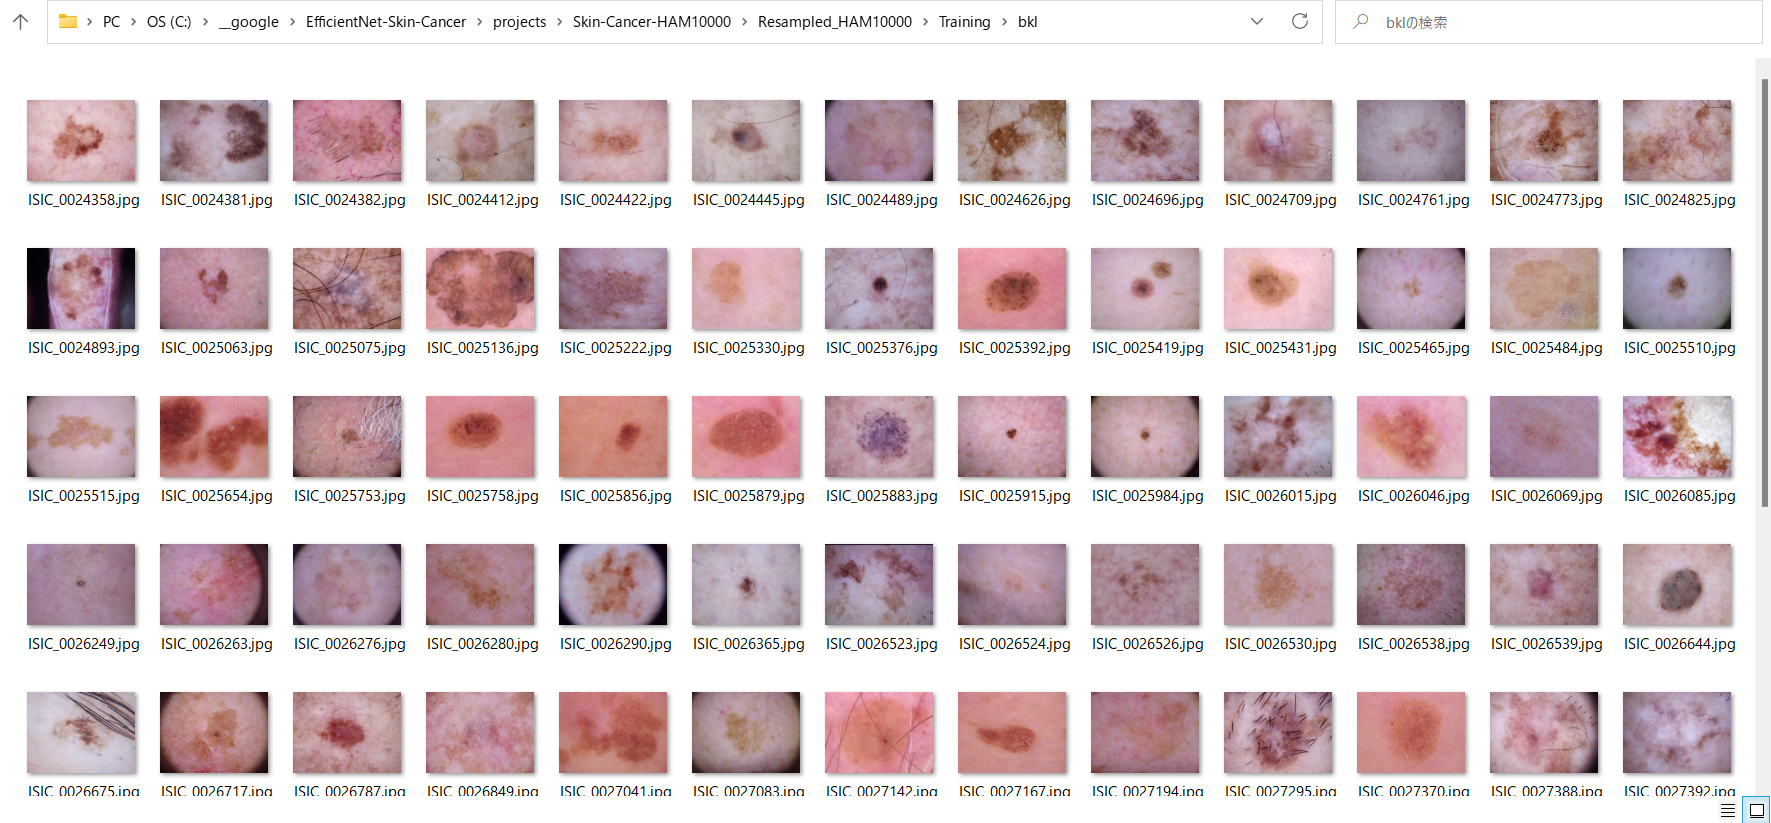 PC > OS (C:) > __google > EfficientNet-Skin-Cancer > projects > Skin-Cancer-HAM10000 > Resampled_HAM10000 > Training > bkl
bklの検索
ISIC_0024358.jpg ISIC_0024381.jpg ISIC_0024382.jpg ISIC_0024412.jpg ISIC_0024422.jpg ISIC_0024445.jpg ISIC_0024489.jpg ISIC_0024626.jpg ISIC_0024696.jpg ISIC_0024709.jpg ISIC_0024761.jpg ISIC_0024773.jpg ISIC_0024825.jpg
ISIC_0024893.jpg ISIC_0025063.jpg ISIC_0025075.jpg ISIC_0025136.jpg ISIC_0025222.jpg ISIC_0025330.jpg ISIC_0025376.jpg ISIC_0025392.jpg ISIC_0025419.jpg ISIC_0025431.jpg ISIC_0025465.jpg ISIC_0025484.jpg ISIC_0025510.jpg
ISIC_0025515.jpg ISIC_0025654.jpg ISIC_0025753.jpg ISIC_0025758.jpg ISIC_0025856.jpg ISIC_0025879.jpg ISIC_0025883.jpg ISIC_0025915.jpg ISIC_0025984.jpg ISIC_0026015.jpg ISIC_0026046.jpg ISIC_0026069.jpg ISIC_0026085.jpg
ISIC_0026249.jpg ISIC_0026263.jpg ISIC_0026276.jpg ISIC_0026280.jpg ISIC_0026290.jpg ISIC_0026365.jpg ISIC_0026523.jpg ISIC_0026524.jpg ISIC_0026526.jpg ISIC_0026530.jpg ISIC_0026538.jpg ISIC_0026539.jpg ISIC_0026644.jpg
ISIC_0026675.jpg ISIC_0026717.jpg ISIC_0026787.jpg ISIC_0026849.jpg ISIC_0027041.jpg ISIC_0027083.jpg ISIC_0027142.jpg ISIC_0027167.jpg ISIC_0027194.jpg ISIC_0027295.jpg ISIC_0027370.jpg ISIC_0027388.jpg ISIC_0027392.jpg